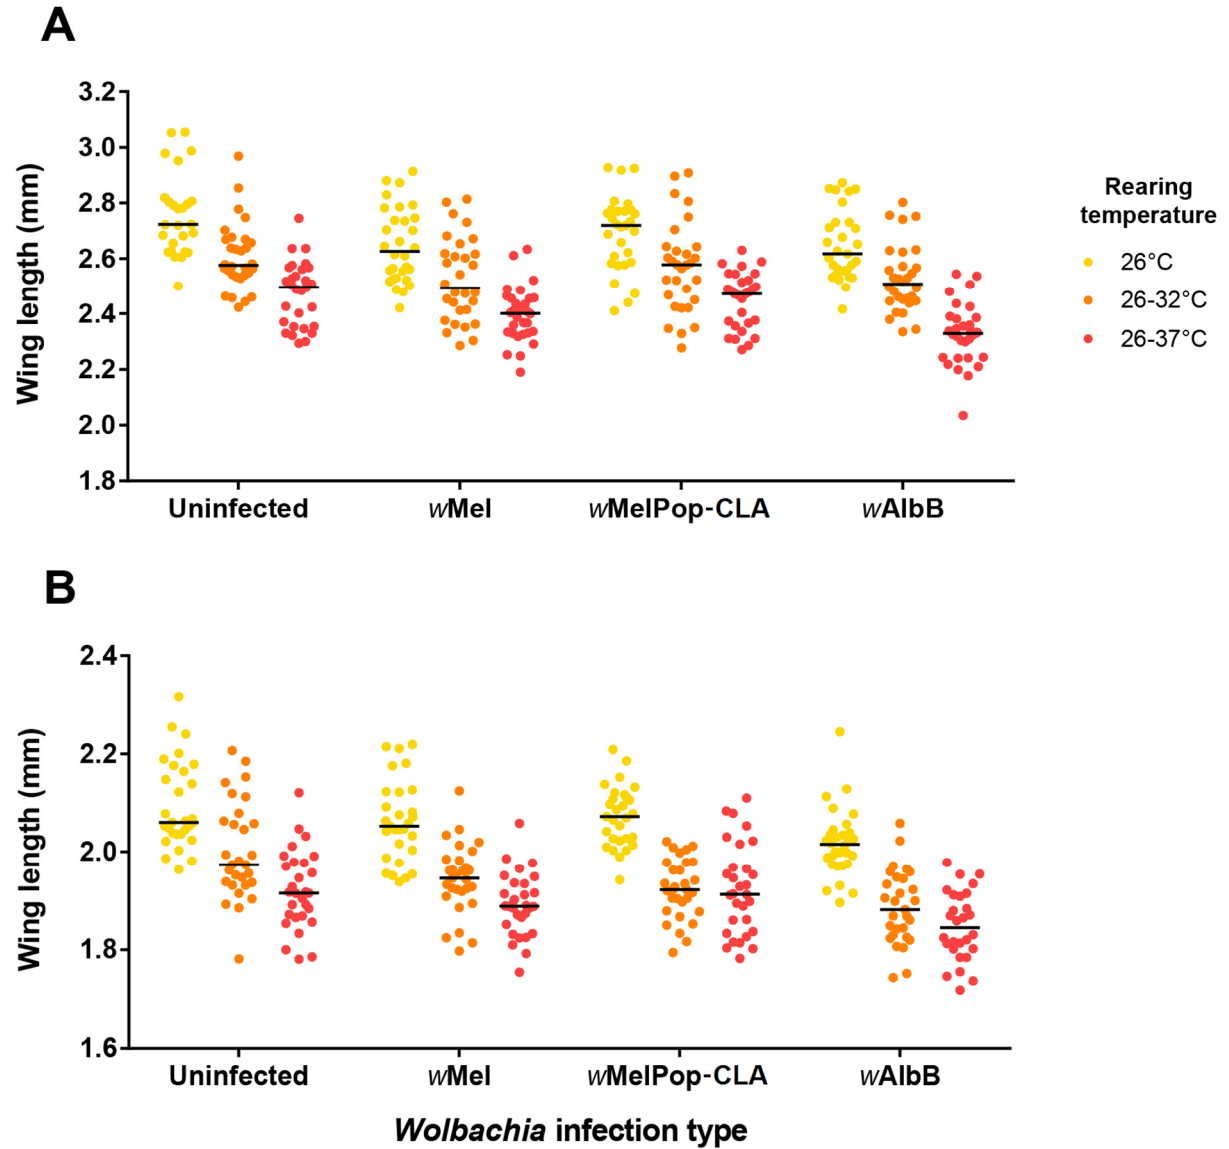 A
3.2
3.0
2.8
2.6
2.4
2.2
2.0
1.8
Wing length (mm)
Uninfected wMel wMelPop-CLA wAlbB
Rearing
temperature
26°C
26-32°C
26-37°C
B
2.4
2.2
2.0
1.8
1.6
Wing length (mm)
Uninfected wMel wMelPop-CLA wAlbB
Wolbachia infection type